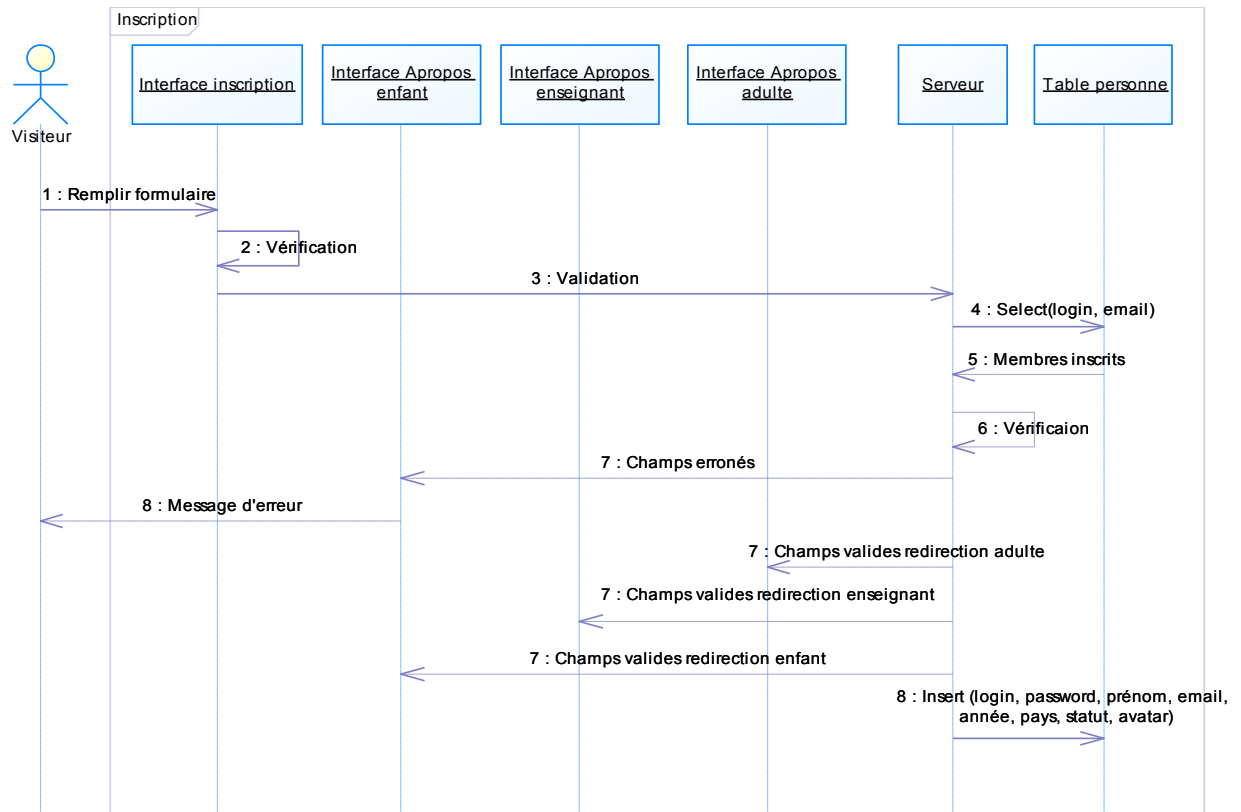 Inscription
Visiteur
Interface inscription
Interface Apropos
enfant
Interface Apropos
enseignant
Interface Apropos
adulte
Serveur
Table personne
1 : Remplir formulaire
2 : Vérification
3 : Validation
4 : Select(login, email)
5 : Membres inscrits
6 : Vérificaion
7 : Champs erronés
8 : Message d'erreur
7 : Champs valides redirection adulte
7 : Champs valides redirection enseignant
7 : Champs valides redirection enfant
8 : Insert (login, password, prénom, email,
année, pays, statut, avatar)